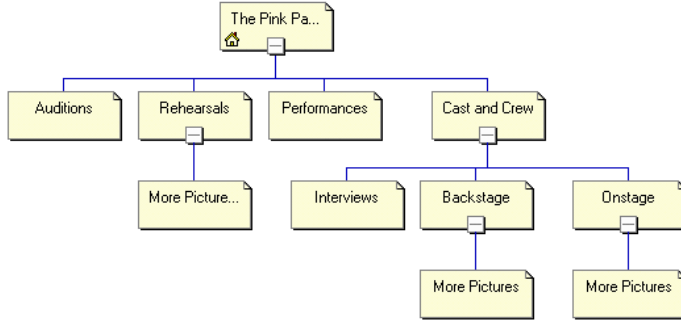 The Pink Pa...
Auditions
Rehearsals
Performances
Cast and Crew
More Picture...
Interviews
Backstage
Onstage
More Pictures
More Pictures